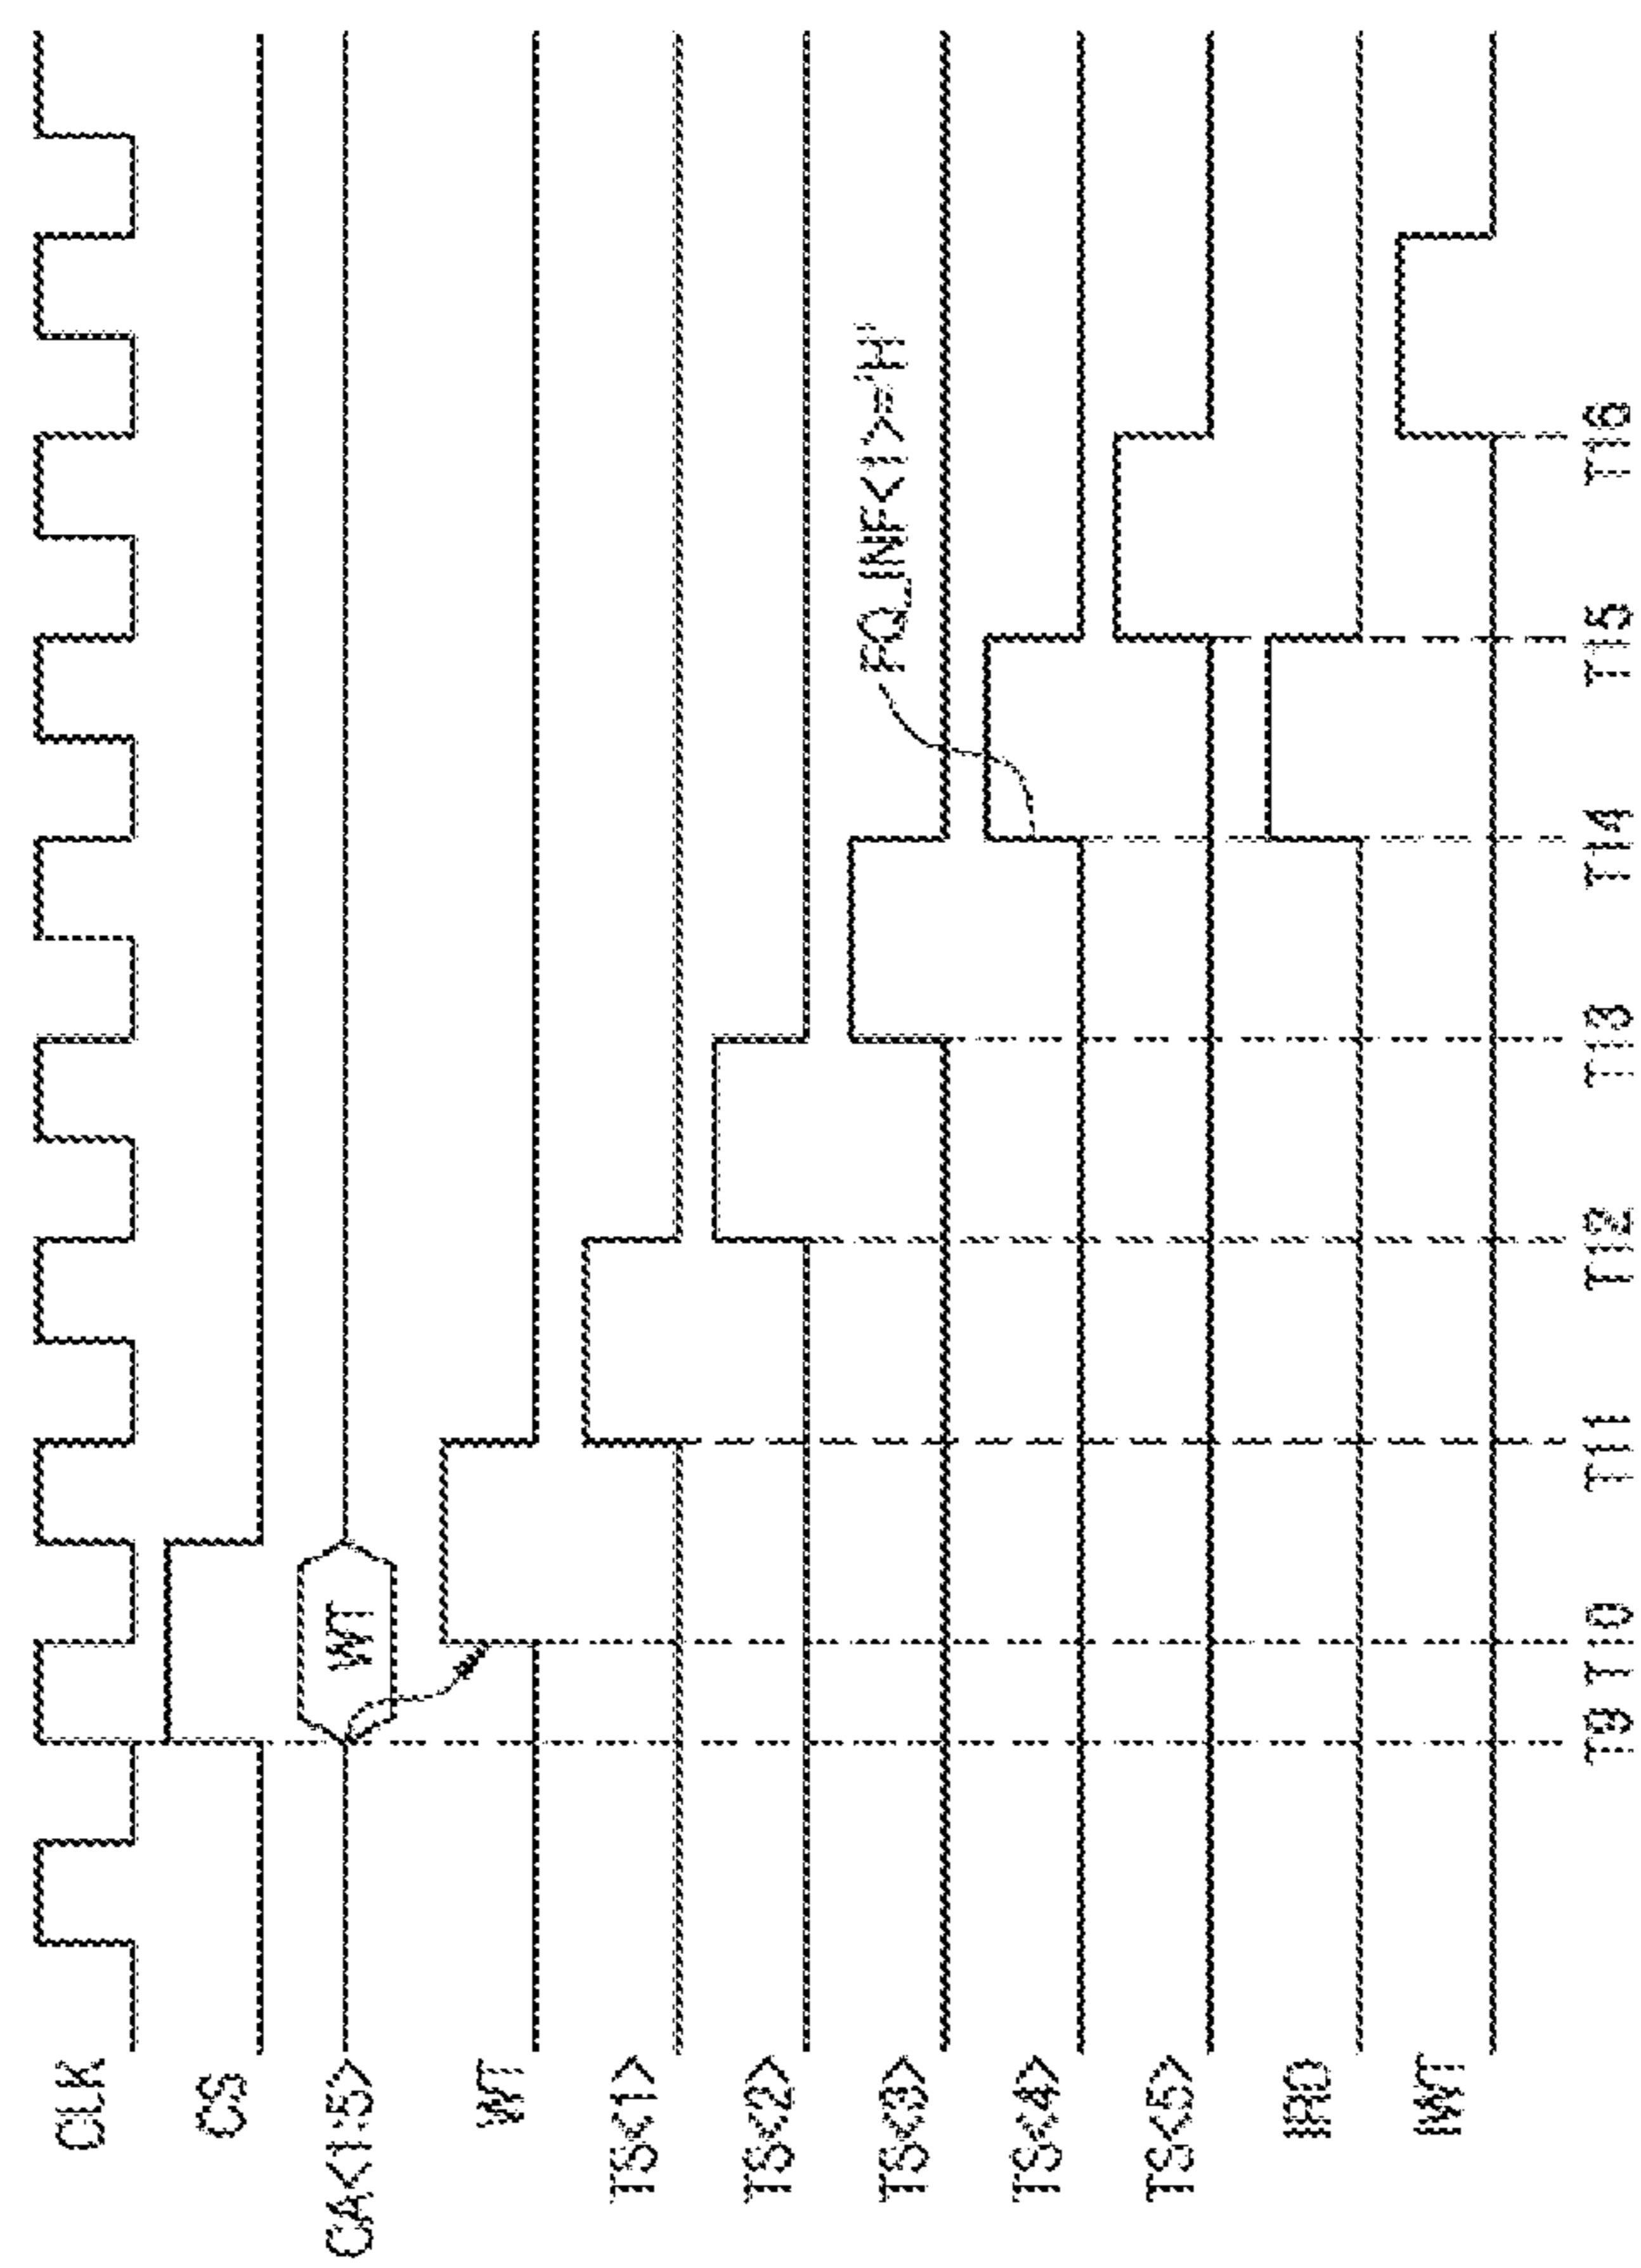 CLK
CS
CA<1:5>
WT
WT
TS<1>
TS<2>
TS<3>
FQ_INF<1>="H"
TS<4>
TS<5>
IRD
IWT
T9 T10 T11 T12 T13 T14 T15 T16